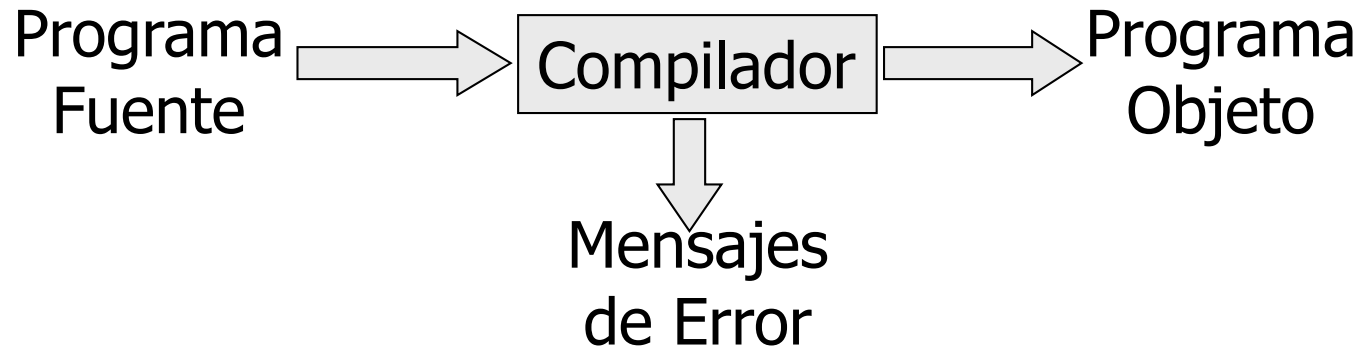 Programa
Fuente
Compilador
Programa
Objeto
Mensajes
de Error